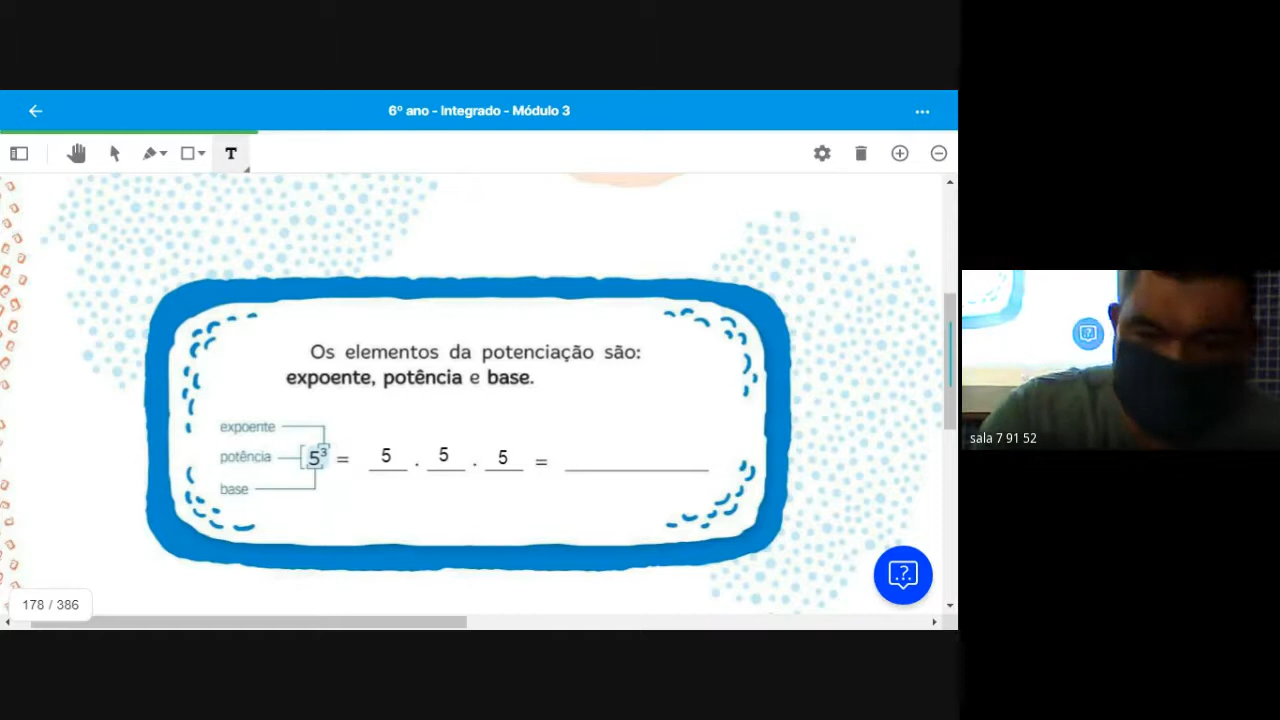 6º ano - Integrado - Módulo 3
T
Os elementos da potenciação são:
expoente, potência e base.
expoente
potência 5³ = 5 . 5 . 5 = ____
base
sala 7 91 52
178 / 386